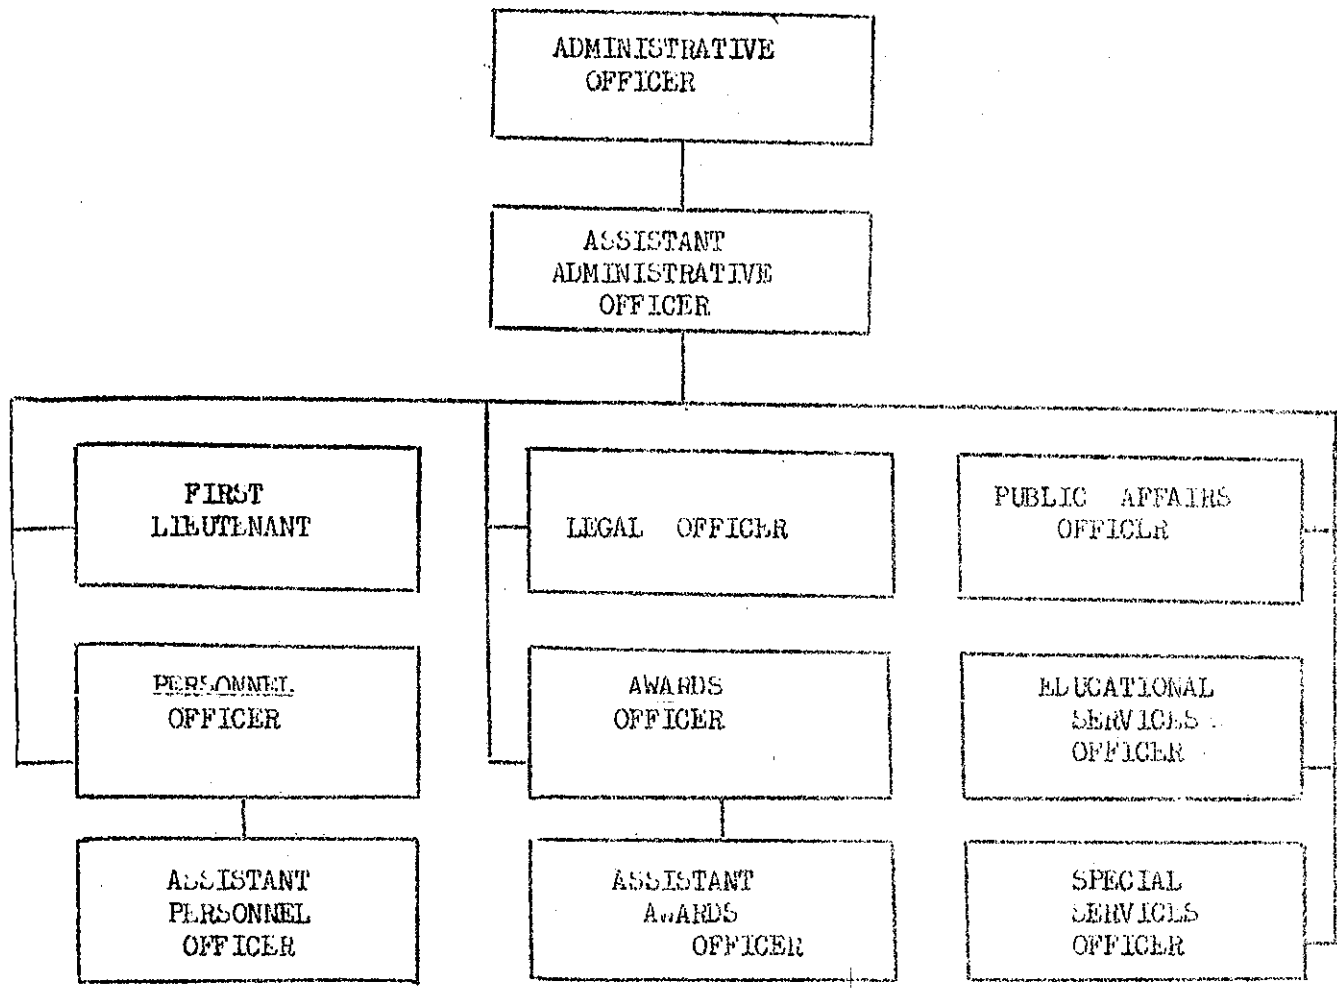 ADMINISTRATIVE
OFFICER
ASSISTANT
ADMINISTRATIVE
OFFICER
FIRST
LIEUTENANT
LEGAL OFFICER
PUBLIC AFFAIRS
OFFICER
PERSONNEL
OFFICER
AWARDS
OFFICER
EDUCATIONAL
SERVICES
OFFICER
ASSISTANT
PERSONNEL
OFFICER
ASSISTANT
AWARDS
OFFICER
SPECIAL
SERVICES
OFFICER